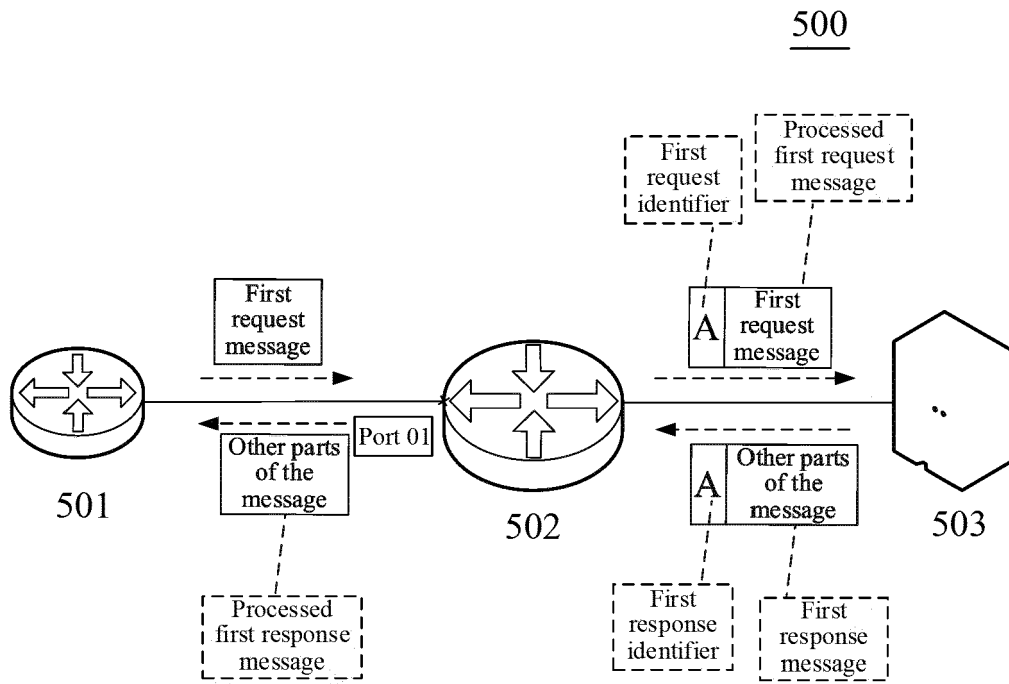 500
First
request
identifier
Processed
first request
message
First
request
message
A
First
request
message
Port 01
Other parts
of the
message
A
Other parts
of the
message
501
502
503
Processed
first response
message
First
response
identifier
First
response
message